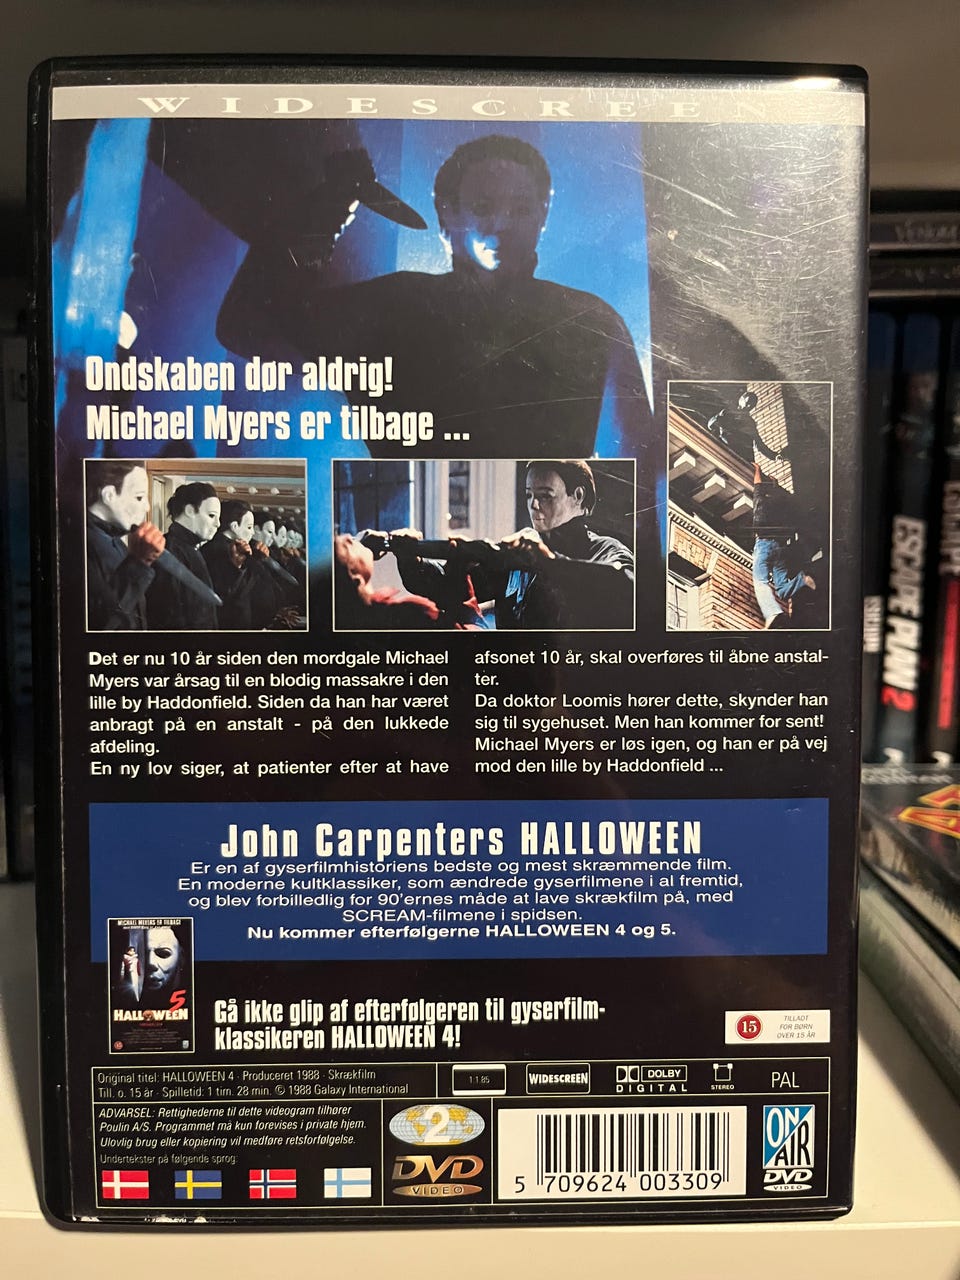 WIDESCREEN
Ondskaben dør aldrig!
Michael Myers er tilbage ...
Det er nu 10 år siden den mordgale Michael
Myers var årsag til en blodig massakre i den
lille by Haddonfield. Siden da han har været
anbragt på en anstalt - på den lukkede
afdeling.
En ny lov siger, at patienter efter at have
afsonet 10 år, skal overføres til åbne anstal-
ter.
Da doktor Loomis hører dette, skynder han
sig til sygehuset. Men han kommer for sent!
Michael Myers er løs igen, og han er på vej
mod den lille by Haddonfield ...
John Carpenters HALLOWEEN
Er en af gyserfilmhistoriens bedste og mest skræmmende film.
En moderne kultklassiker, som ændrede gyserfilmene i al fremtid,
og blev forbilledlig for 90'ernes måde at lave skrækfilm på, med
SCREAM-filmene i spidsen.
Nu kommer efterfølgerne HALLOWEEN 4 og 5.
MICHAEL MYERS ER TILBAGE
HALLOWEEN 5
15
Gå ikke glip af efterfølgeren til gyserfilm-
klassikeren HALLOWEEN 4!
15
TILLADT
FOR BØRN
OVER 15 ÅR
Original titel: HALLOWEEN 4 · Produceret 1988 · Skrækfilm
Till. o. 15 år · Spilletid: 1 tim. 28 min. © 1988 Galaxy International
1:1.85
WIDESCREEN
DOLBY
DIGITAL
STEREO
PAL
ADVARSEL: Rettighederne til dette videogram tilhører
Poulin A/S. Programmet må kun forevises i private hjem.
Ulovlig brug eller kopiering vil medføre retsforfølgelse.
Undertekster på følgende sprog:
2
DVD
VIDEO
5 709624 003309
ON
AIR
DVD
VIDEO
VENOM
ESCAPE PLAN 2